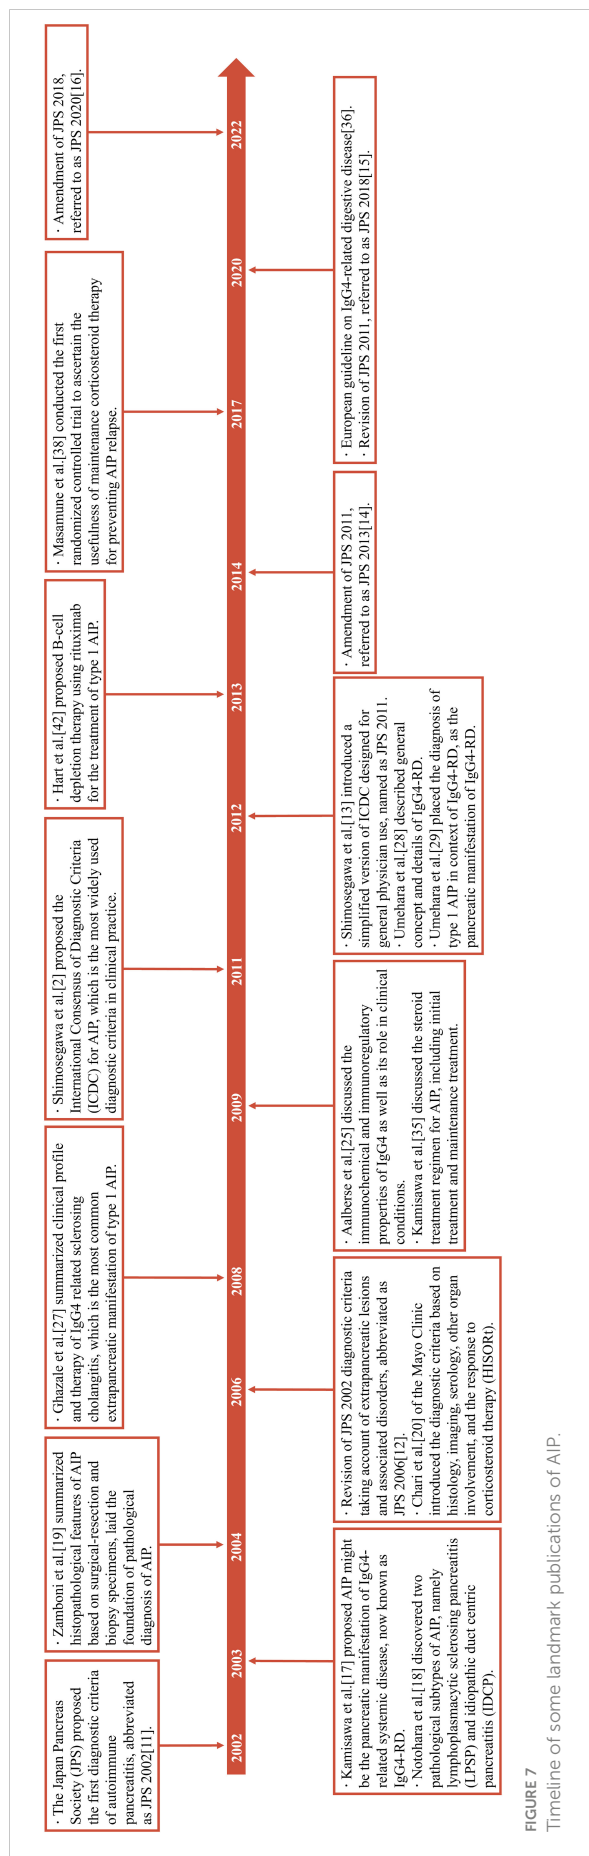 · The Japan Pancreas
Society (JPS) proposed
the first diagnostic criteria
of autoimmune
pancreatitis, abbreviated
as JPS 2002[11].
· Zamboni et al.[19] summarized
histopathological features of AIP
based on surgical-resection and
biopsy specimens, laid the
foundation of pathological
diagnosis of AIP.
· Ghazale et al.[27] summarized clinical profile
and therapy of IgG4 related sclerosing
cholangitis, which is the most common
extrapancreatic manifestation of type 1 AIP.
· Shimosegawa et al.[2] proposed the
International Consensus of Diagnostic Criteria
(ICDC) for AIP, which is the most widely used
diagnostic criteria in clinical practice.
· Hart et al.[42] proposed B-cell
depletion therapy using rituximab
for the treatment of type 1 AIP.
· Masamune et al.[38] conducted the first
randomized controlled trial to ascertain the
usefulness of maintenance corticosteroid therapy
for preventing AIP relapse.
· Amendment of JPS 2018,
referred to as JPS 2020[16].
2002
2003
2004
2006
2008
2009
2011
2012
2013
2014
2017
2020
2022
· Kamisawa et al.[17] proposed AIP might
be the pancreatic manifestation of IgG4-
related systemic disease, now known as
IgG4-RD.
· Notohara et al.[18] discovered two
pathological subtypes of AIP, namely
lymphoplasmacytic sclerosing pancreatitis
(LPSP) and idiopathic duct centric
pancreatitis (IDCP).
· Revision of JPS 2002 diagnostic criteria
taking account of extrapancreatic lesions
and associated disorders, abbreviated as
JPS 2006[12].
· Chari et al.[20] of the Mayo Clinic
introduced the diagnostic criteria based on
histology, imaging, serology, other organ
involvement, and the response to
corticosteroid therapy (HISORt).
· Aalberse et al.[25] discussed the
immunochemical and immunoregulatory
properties of IgG4 as well as its role in clinical
conditions.
· Kamisawa et al.[35] discussed the steroid
treatment regimen for AIP, including initial
treatment and maintenance treatment.
· Shimosegawa et al.[13] introduced a
simplified version of ICDC designed for
general physician use, named as JPS 2011.
· Umehara et al.[28] described general
concept and details of IgG4-RD.
· Umehara et al.[29] placed the diagnosis of
type 1 AIP in context of IgG4-RD, as the
pancreatic manifestation of IgG4-RD.
· Amendment of JPS 2011,
referred to as JPS 2013[14].
· European guideline on IgG4-related digestive disease[36].
· Revision of JPS 2011, referred to as JPS 2018[15].
FIGURE 7
Timeline of some landmark publications of AIP.